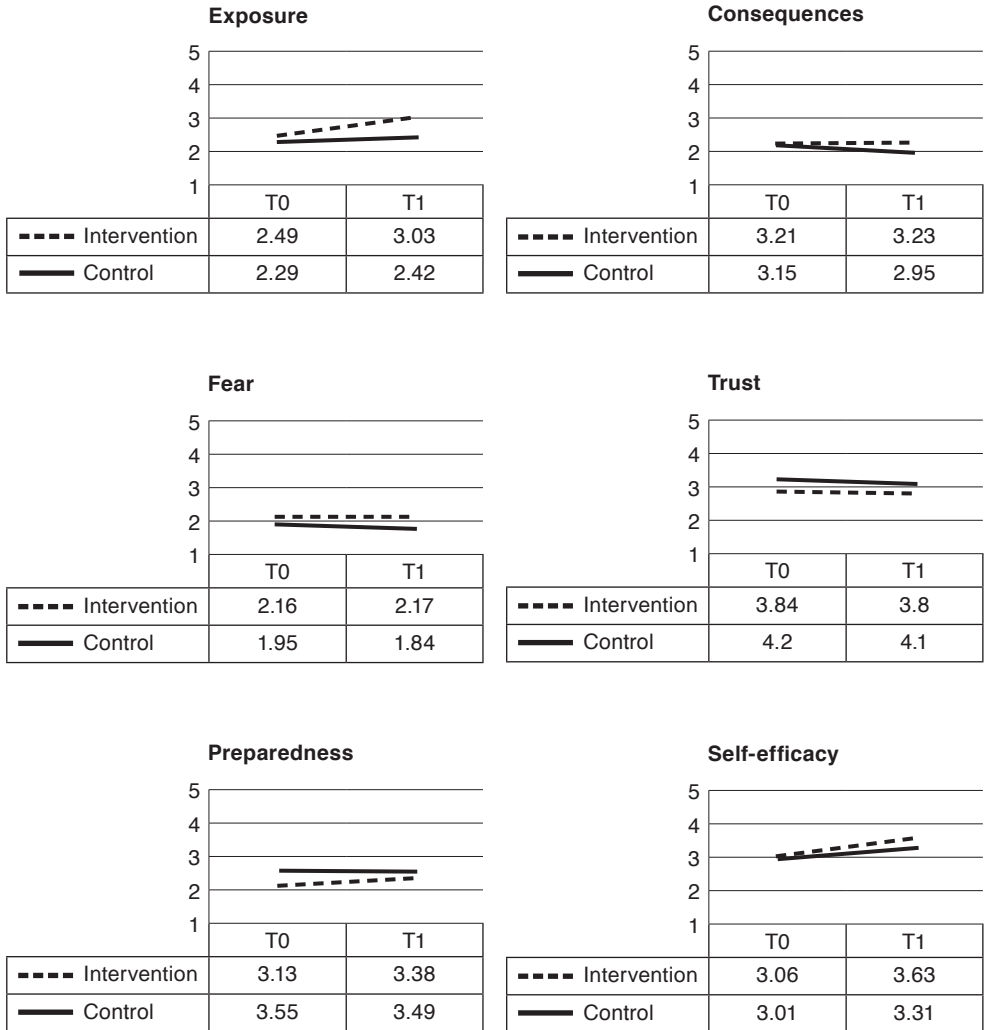 Exposure
5
4
3
2
1
T0 T1
Intervention 2.49 3.03
Control 2.29 2.42
Consequences
5
4
3
2
1
T0 T1
Intervention 3.21 3.23
Control 3.15 2.95
Fear
5
4
3
2
1
T0 T1
Intervention 2.16 2.17
Control 1.95 1.84
Trust
5
4
3
2
1
T0 T1
Intervention 3.84 3.8
Control 4.2 4.1
Preparedness
5
4
3
2
1
T0 T1
Intervention 3.13 3.38
Control 3.55 3.49
Self-efficacy
5
4
3
2
1
T0 T1
Intervention 3.06 3.63
Control 3.01 3.31